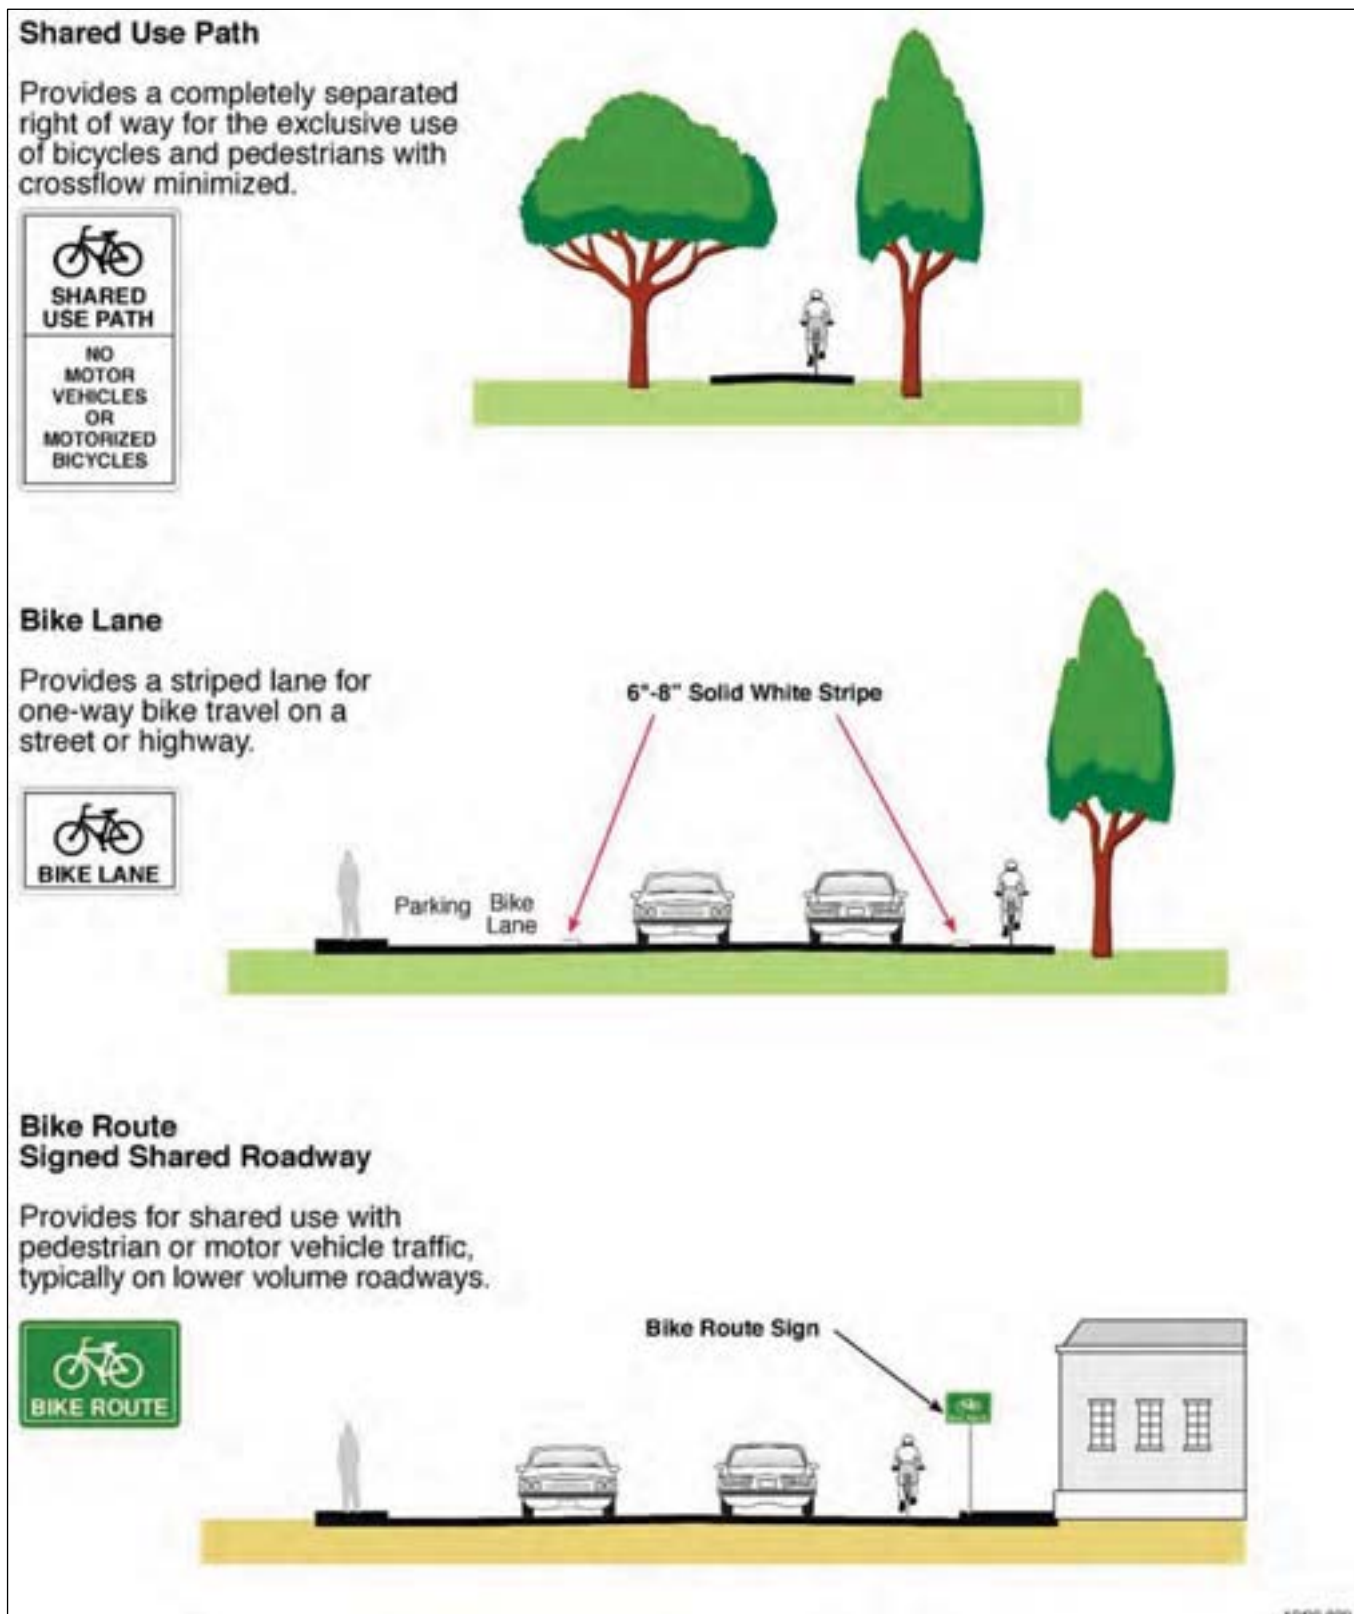 Shared Use Path
Provides a completely separated
right of way for the exclusive use
of bicycles and pedestrians with
crossflow minimized.
SHARED
USE PATH
NO
MOTOR
VEHICLES
OR
MOTORIZED
BICYCLES
Bike Lane
Provides a striped lane for
one-way bike travel on a
street or highway.
BIKE LANE
6"-8" Solid White Stripe
Parking
Bike
Lane
Bike Route
Signed Shared Roadway
Provides for shared use with
pedestrian or motor vehicle traffic,
typically on lower volume roadways.
BIKE ROUTE
Bike Route Sign